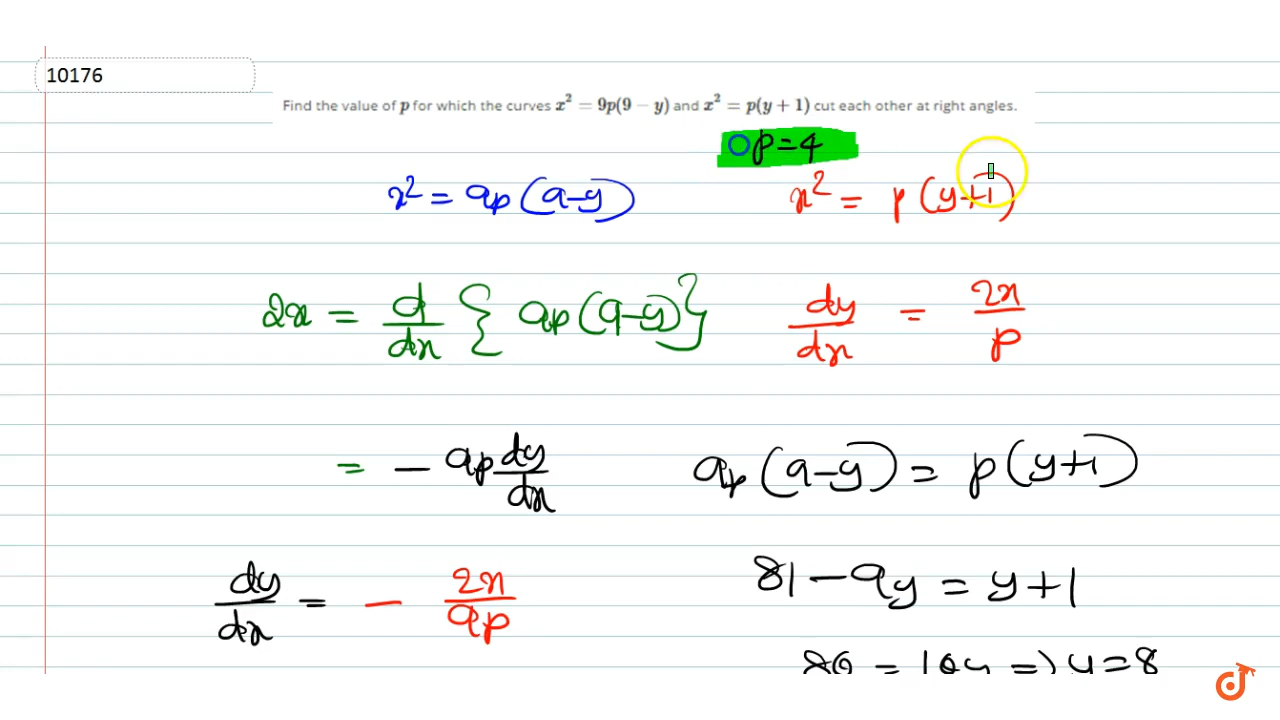 10176
Find the value of p for which the curves x² = 9p(9 − y) and x² = p(y + 1) cut each other at right angles.
0 p=4
x² = 9p(9-y)
x² = p(y+1)
2x = d/dx { 9p(9-y)}
dy/dx = 2x/p
= - 9p dy/dx
9p(9-y) = p(y+1)
dy/dx = - 2x/9p
81-9y = y+1
80 = 10y => y=8